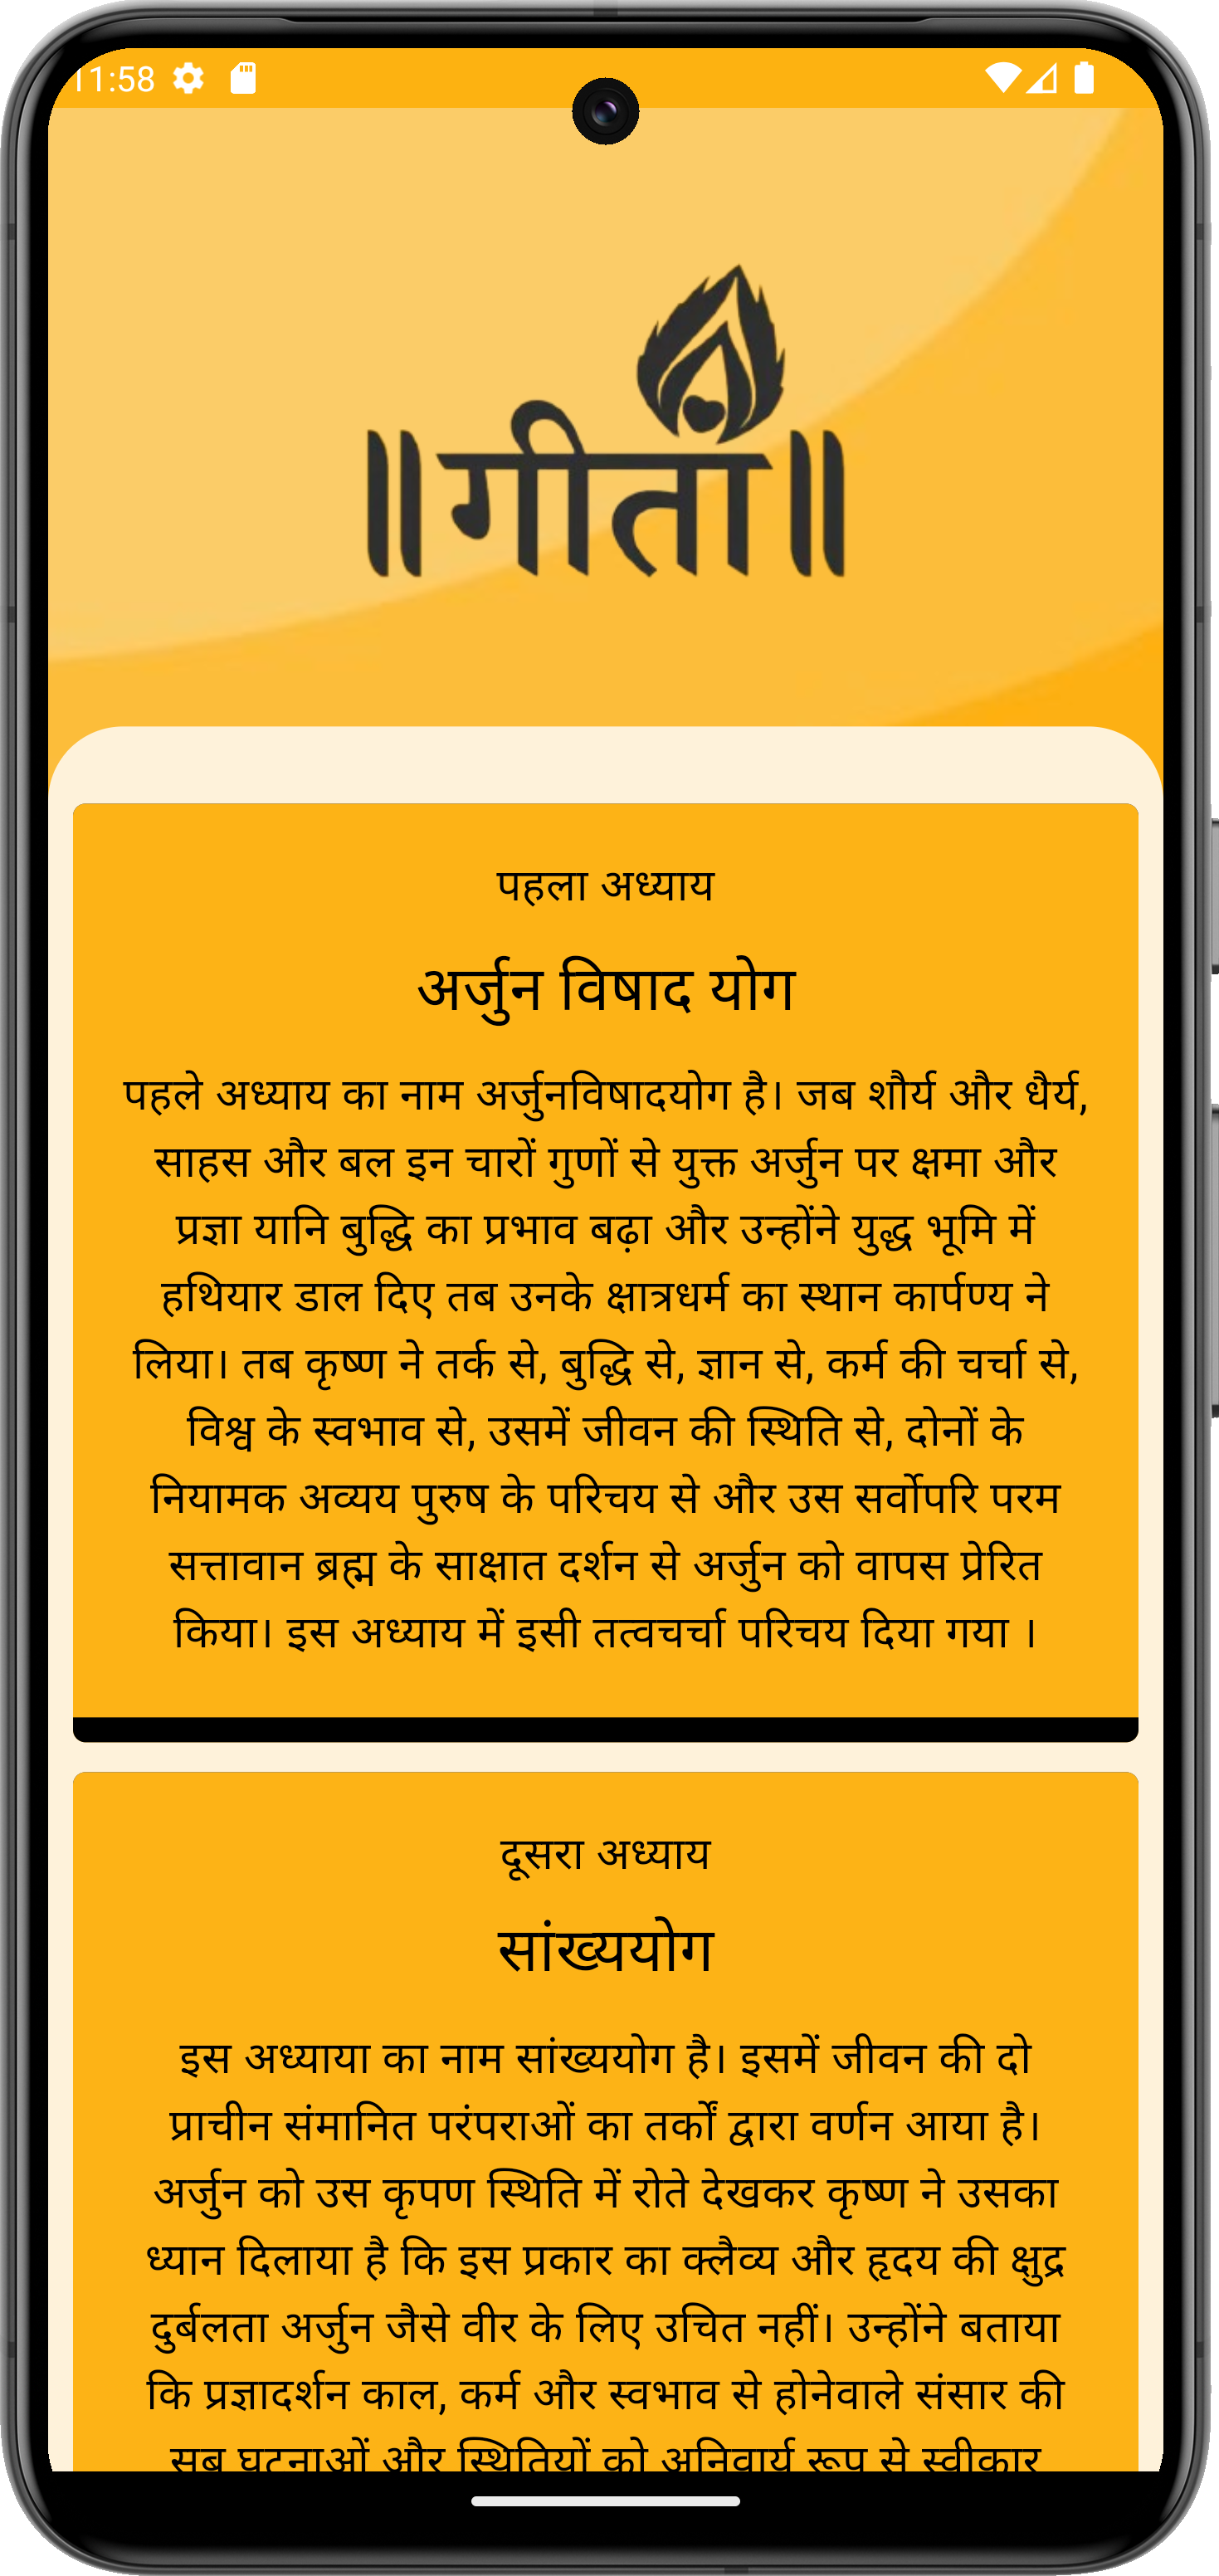 11:58
॥गीता॥
पहला अध्याय
अर्जुन विषाद योग
पहले अध्याय का नाम अर्जुनविषादयोग है। जब शौर्य और धैर्य,
साहस और बल इन चारों गुणों से युक्त अर्जुन पर क्षमा और
प्रज्ञा यानि बुद्धि का प्रभाव बढ़ा और उन्होंने युद्ध भूमि में
हथियार डाल दिए तब उनके क्षात्रधर्म का स्थान कार्पण्य ने
लिया। तब कृष्ण ने तर्क से, बुद्धि से, ज्ञान से, कर्म की चर्चा से,
विश्व के स्वभाव से, उसमें जीवन की स्थिति से, दोनों के
नियामक अव्यय पुरुष के परिचय से और उस सर्वोपरि परम
सत्तावान ब्रह्म के साक्षात दर्शन से अर्जुन को वापस प्रेरित
किया। इस अध्याय में इसी तत्वचर्चा परिचय दिया गया ।
दूसरा अध्याय
सांख्ययोग
इस अध्याया का नाम सांख्ययोग है। इसमें जीवन की दो
प्राचीन संमानित परंपराओं का तर्कों द्वारा वर्णन आया है।
अर्जुन को उस कृपण स्थिति में रोते देखकर कृष्ण ने उसका
ध्यान दिलाया है कि इस प्रकार का क्लैव्य और हृदय की क्षुद्र
दुर्बलता अर्जुन जैसे वीर के लिए उचित नहीं। उन्होंने बताया
कि प्रज्ञादर्शन काल, कर्म और स्वभाव से होनेवाले संसार की
सब घटनाओं और स्थितियों को अनिवार्य रूप से स्वीकार